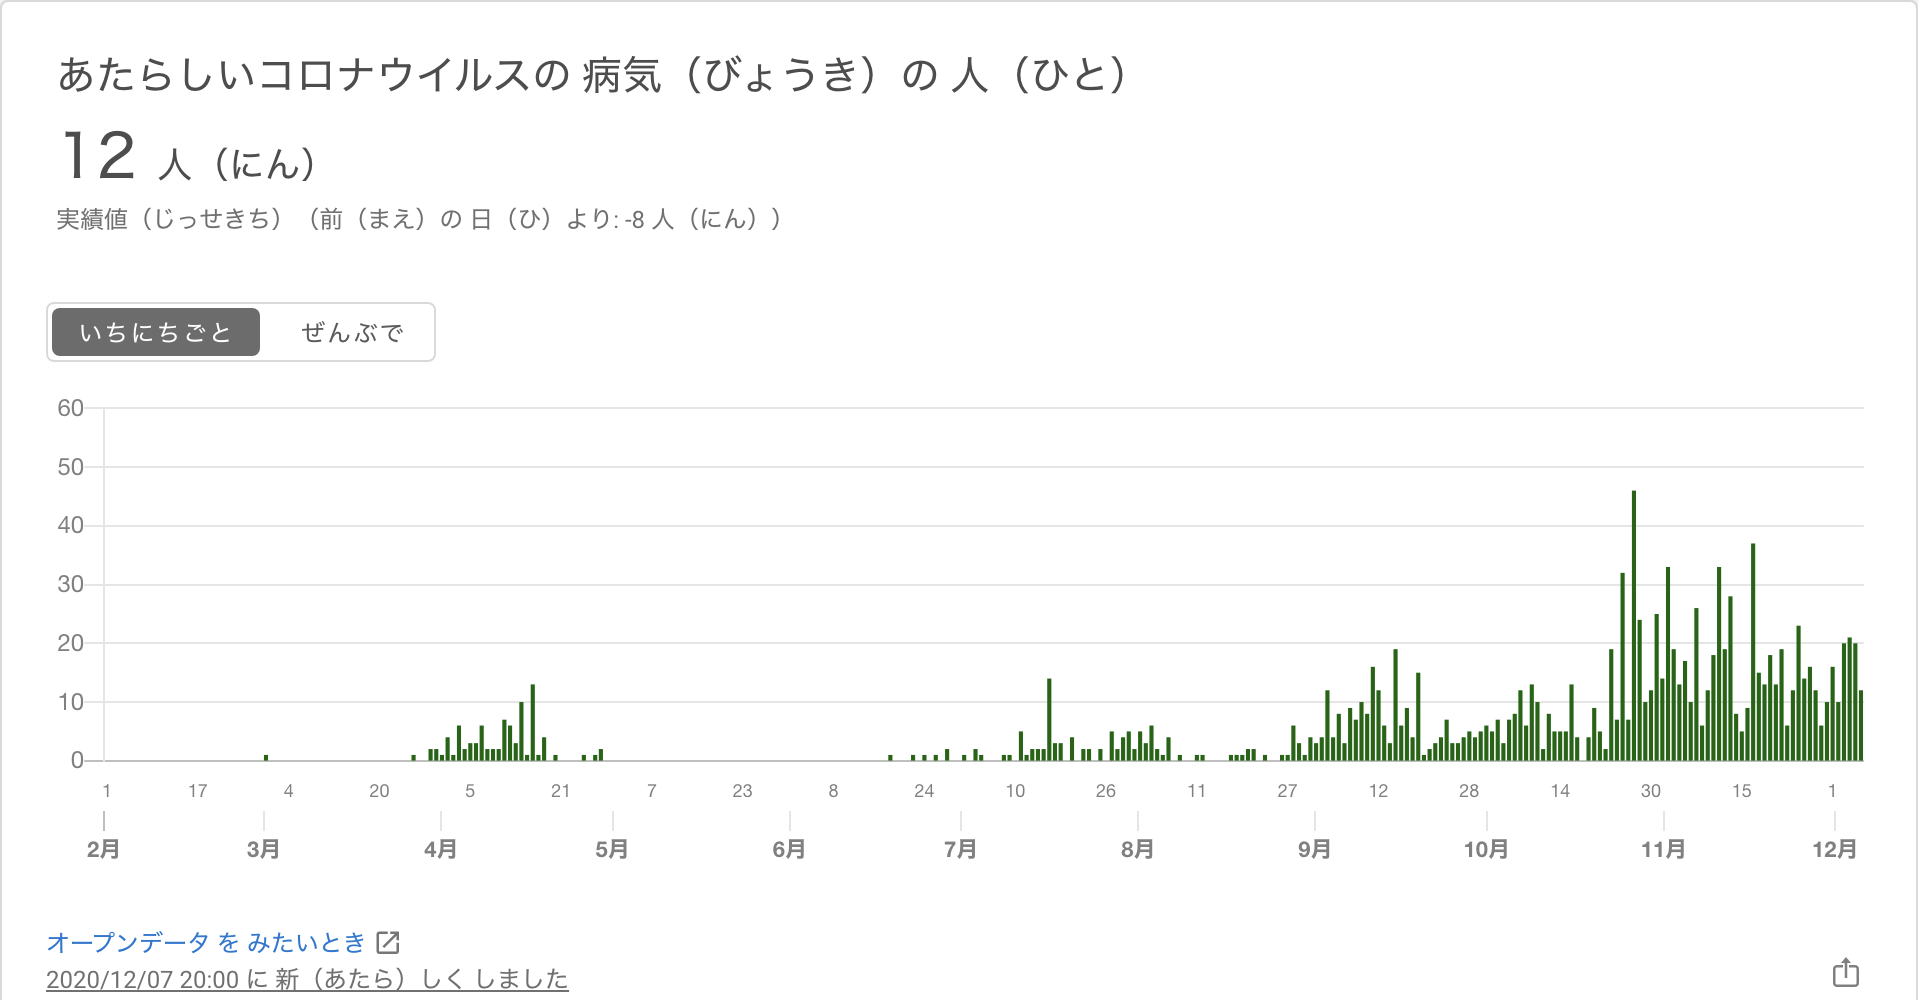 あたらしいコロナウイルスの 病気（びょうき）の 人（ひと）
12 人（にん）
実績値（じっせきち）（前（まえ）の 日（ひ）より: -8 人（にん））
いちにちごと ぜんぶで
60
50
40
30
20
10
0
1 17 4 20 5 21 7 23 8 24 10 26 11 27 12 28 14 30 15 1
2月 3月 4月 5月 6月 7月 8月 9月 10月 11月 12月
オープンデータ を みたいとき
2020/12/07 20:00 に 新（あたら）しく しました